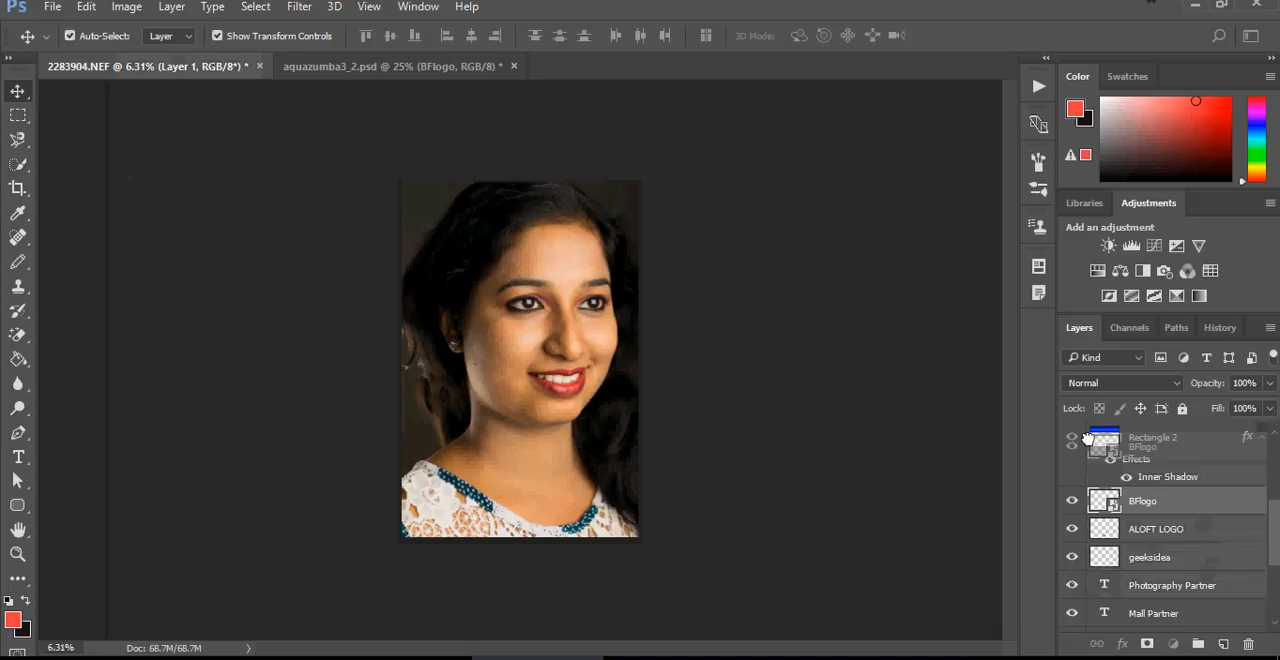 Ps File Edit Image Layer Type Select Filter 3D View Window Help
Auto-Select: Layer Show Transform Controls 3D Mode:
2283904.NEF @ 6.31% (Layer 1, RGB/8*) * × aquazumba3_2.psd @ 25% (BFlogo, RGB/8) * ×
Color Swatches
Libraries Adjustments
Add an adjustment
Layers Channels Paths History
Kind
Normal Opacity: 100%
Lock: Fill: 100%
Rectangle 2 fx
BFlogo
Effects
Inner Shadow
BFlogo
ALOFT LOGO
geeksidea
T Photography Partner
T Mall Partner
6.31% Doc: 68.7M/68.7M
fx